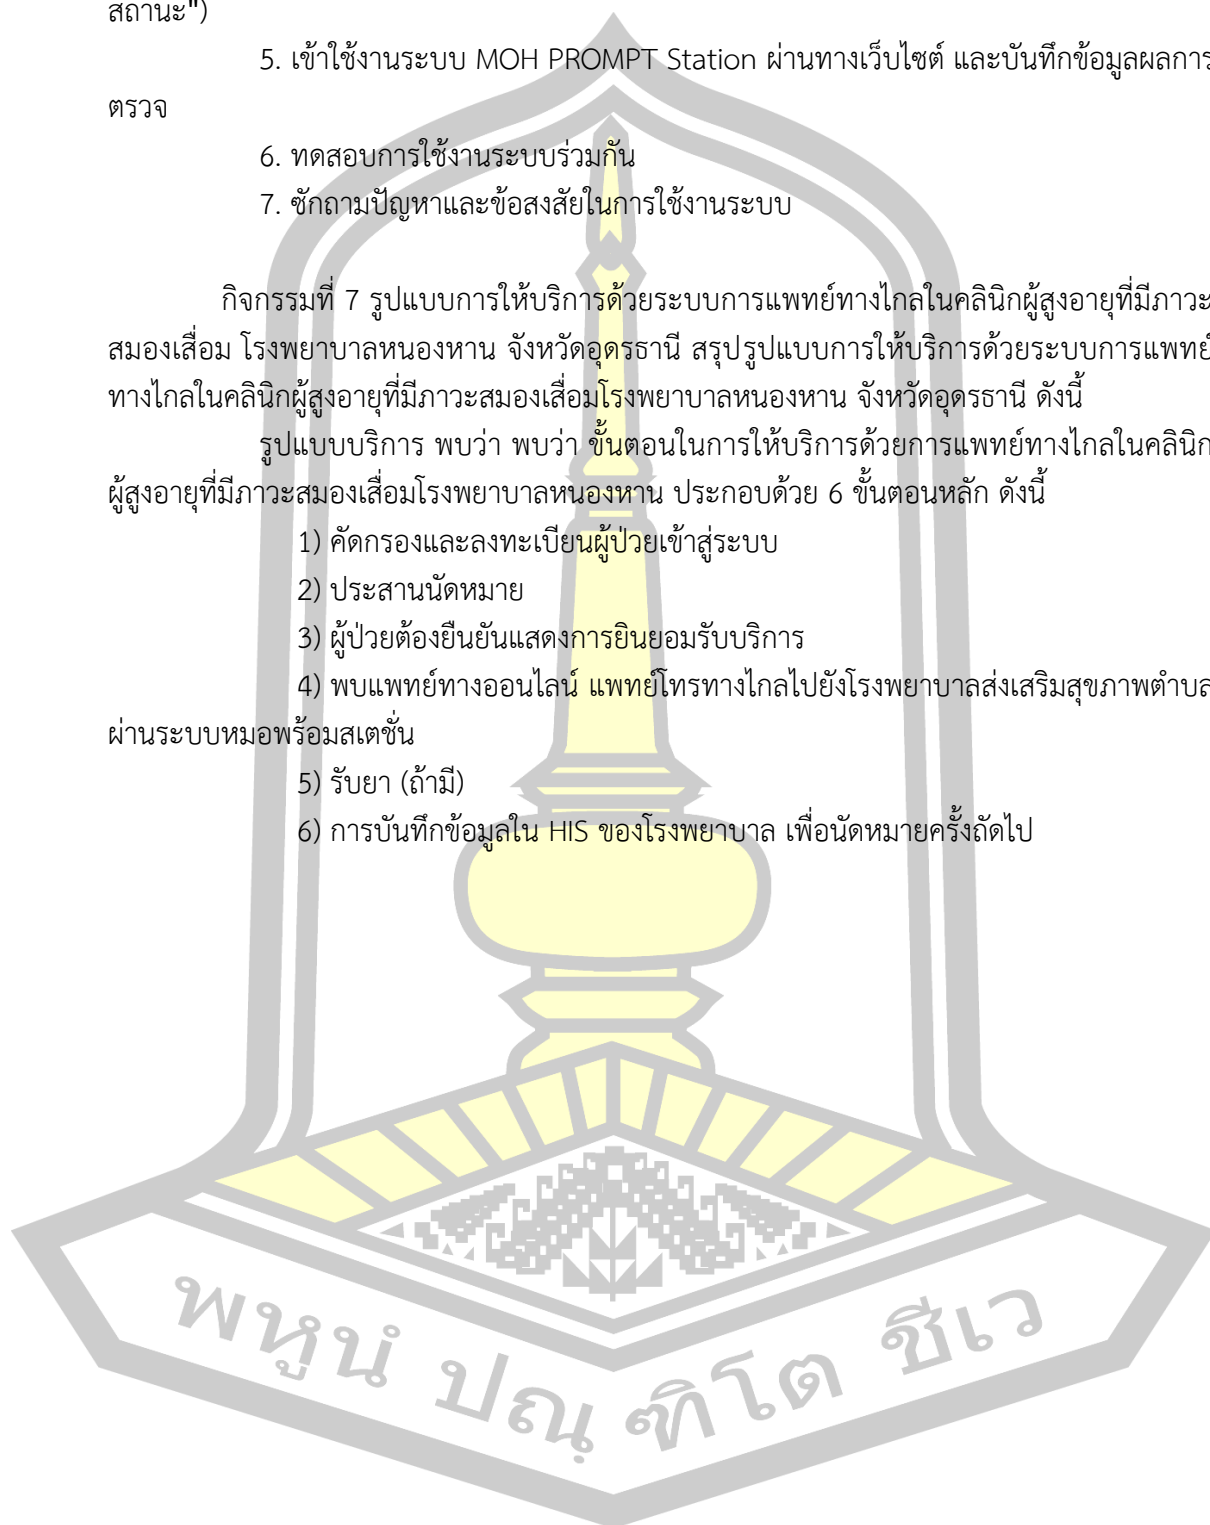 สถานะ")
5. เข้าใช้งานระบบ MOH PROMPT Station ผ่านทางเว็บไซต์ และบันทึกข้อมูลผลการ
ตรวจ
6. ทดสอบการใช้งานระบบร่วมกัน
7. ซักถามปัญหาและข้อสงสัยในการใช้งานระบบ
กิจกรรมที่ 7 รูปแบบการให้บริการด้วยระบบการแพทย์ทางไกลในคลินิกผู้สูงอายุที่มีภาวะ
สมองเสื่อม โรงพยาบาลหนองหาน จังหวัดอุดรธานี สรุปรูปแบบการให้บริการด้วยระบบการแพทย์
ทางไกลในคลินิกผู้สูงอายุที่มีภาวะสมองเสื่อมโรงพยาบาลหนองหาน จังหวัดอุดรธานี ดังนี้
รูปแบบบริการ พบว่า พบว่า ขั้นตอนในการให้บริการด้วยการแพทย์ทางไกลในคลินิก
ผู้สูงอายุที่มีภาวะสมองเสื่อมโรงพยาบาลหนองหาน ประกอบด้วย 6 ขั้นตอนหลัก ดังนี้
1) คัดกรองและลงทะเบียนผู้ป่วยเข้าสู่ระบบ
2) ประสานนัดหมาย
3) ผู้ป่วยต้องยืนยันแสดงการยินยอมรับบริการ
4) พบแพทย์ทางออนไลน์ แพทย์โทรทางไกลไปยังโรงพยาบาลส่งเสริมสุขภาพตำบล
ผ่านระบบหมอพร้อมสเตชั่น
5) รับยา (ถ้ามี)
6) การบันทึกข้อมูลใน HIS ของโรงพยาบาล เพื่อนัดหมายครั้งถัดไป
พหูนํ ปณฺฑิโต ชีเว